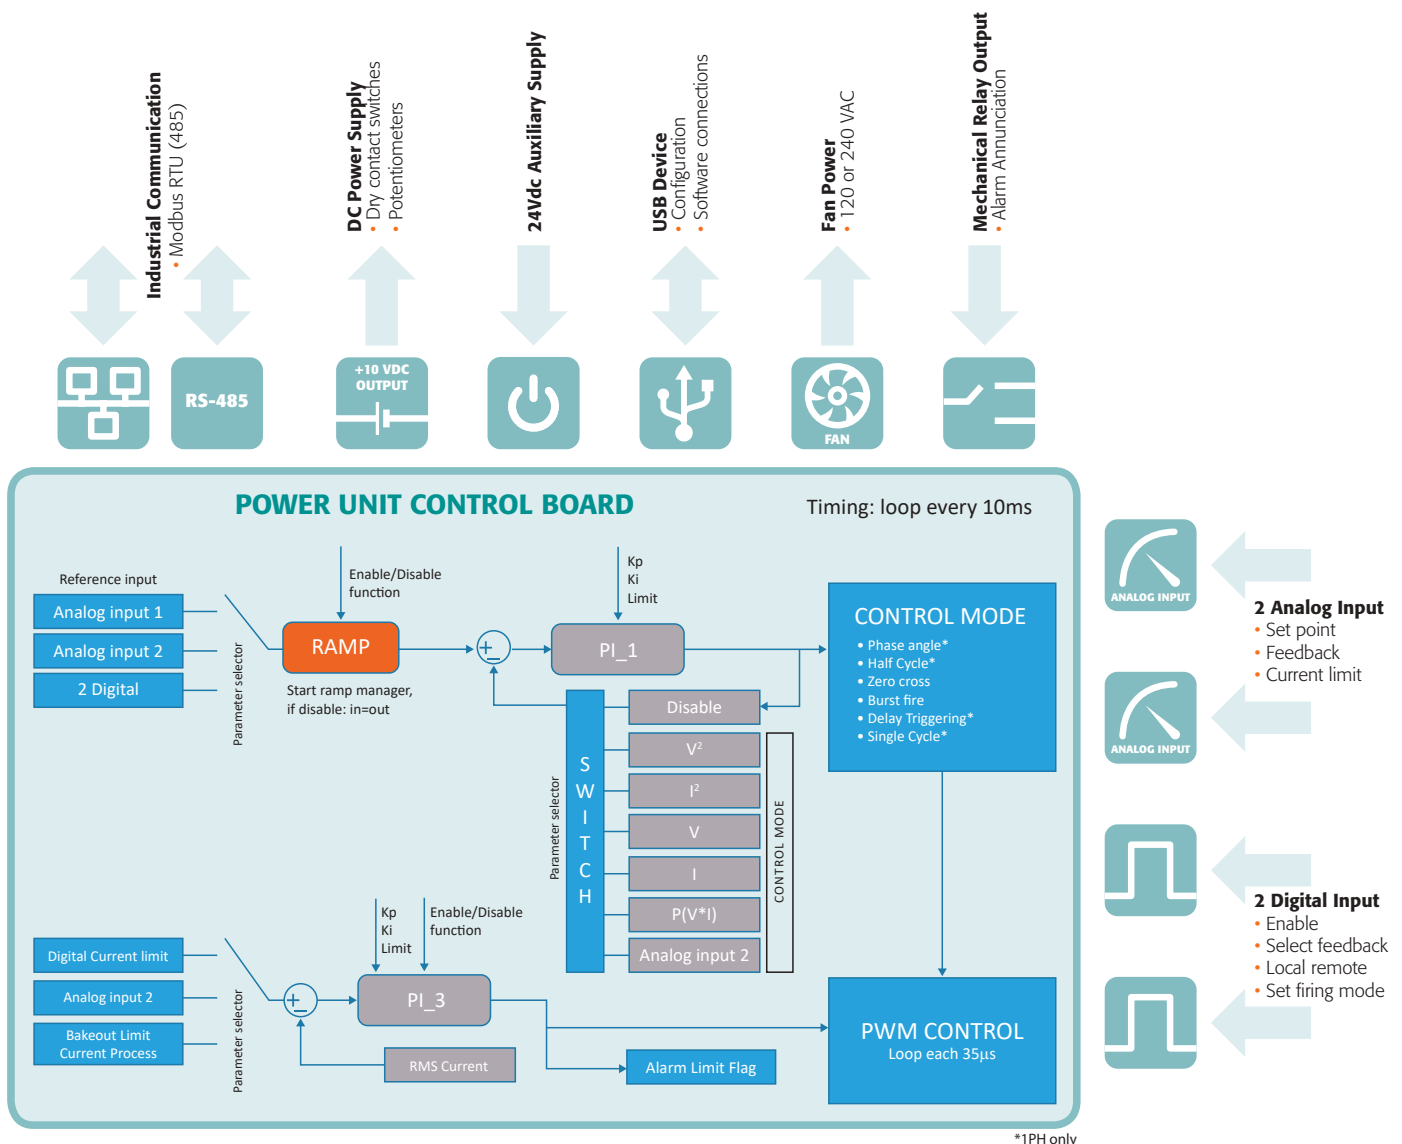 Industrial Communication
• Modbus RTU (485)
DC Power Supply
• Dry contact switches
• Potentiometers
24Vdc Auxiliary Supply
USB Device
• Configuration
• Software connections
Fan Power
• 120 or 240 VAC
Mechanical Relay Output
• Alarm Annunciation
RS-485
+10 VDC
OUTPUT
FAN
POWER UNIT CONTROL BOARD
Timing: loop every 10ms
Reference input
Analog input 1
Analog input 2
2 Digital
Parameter selector
Enable/Disable
function
RAMP
Start ramp manager,
if disable: in=out
+
−
Kp
Ki
Limit
PI_1
CONTROL MODE
• Phase angle*
• Half Cycle*
• Zero cross
• Burst fire
• Delay Triggering*
• Single Cycle*
Parameter selector
SWITCH
Disable
V²
I²
V
I
P(V*I)
Analog input 2
CONTROL MODE
Digital Current limit
Analog input 2
Bakeout Limit
Current Process
Parameter selector
+
−
Kp
Ki
Limit
Enable/Disable
function
PI_3
RMS Current
Alarm Limit Flag
PWM CONTROL
Loop each 35µs
ANALOG INPUT
ANALOG INPUT
2 Analog Input
• Set point
• Feedback
• Current limit
2 Digital Input
• Enable
• Select feedback
• Local remote
• Set firing mode
*1PH only